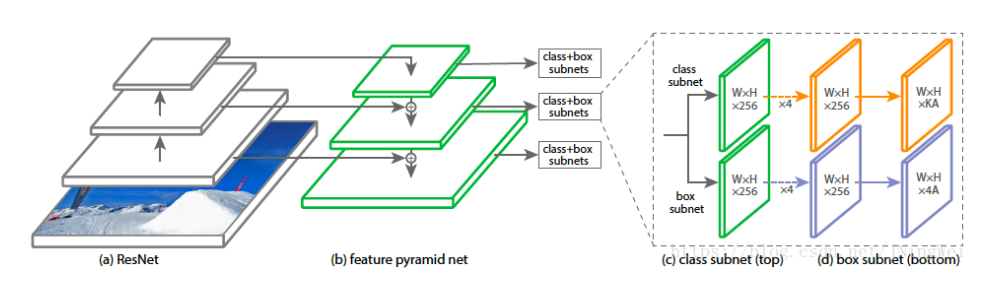 class+box
subnets
class+box
subnets
class+box
subnets
class
subnet
box
subnet
W×H
×256
×4
W×H
×256
W×H
×KA
W×H
×256
×4
W×H
×256
W×H
×4A
(a) ResNet
(b) feature pyramid net
(c) class subnet (top)
(d) box subnet (bottom)